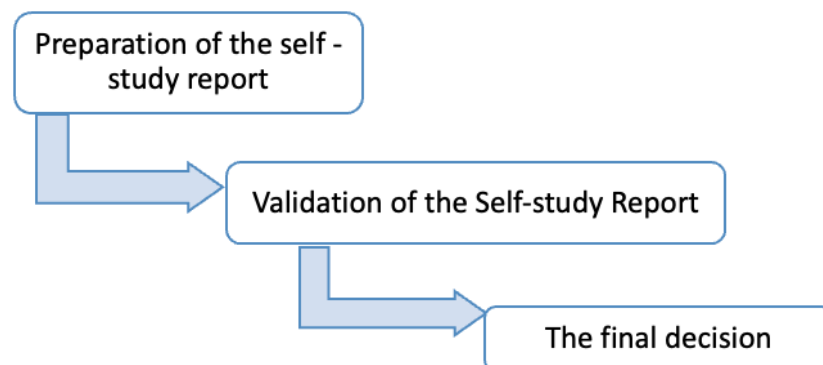 Preparation of the self -
study report
Validation of the Self-study Report
The final decision